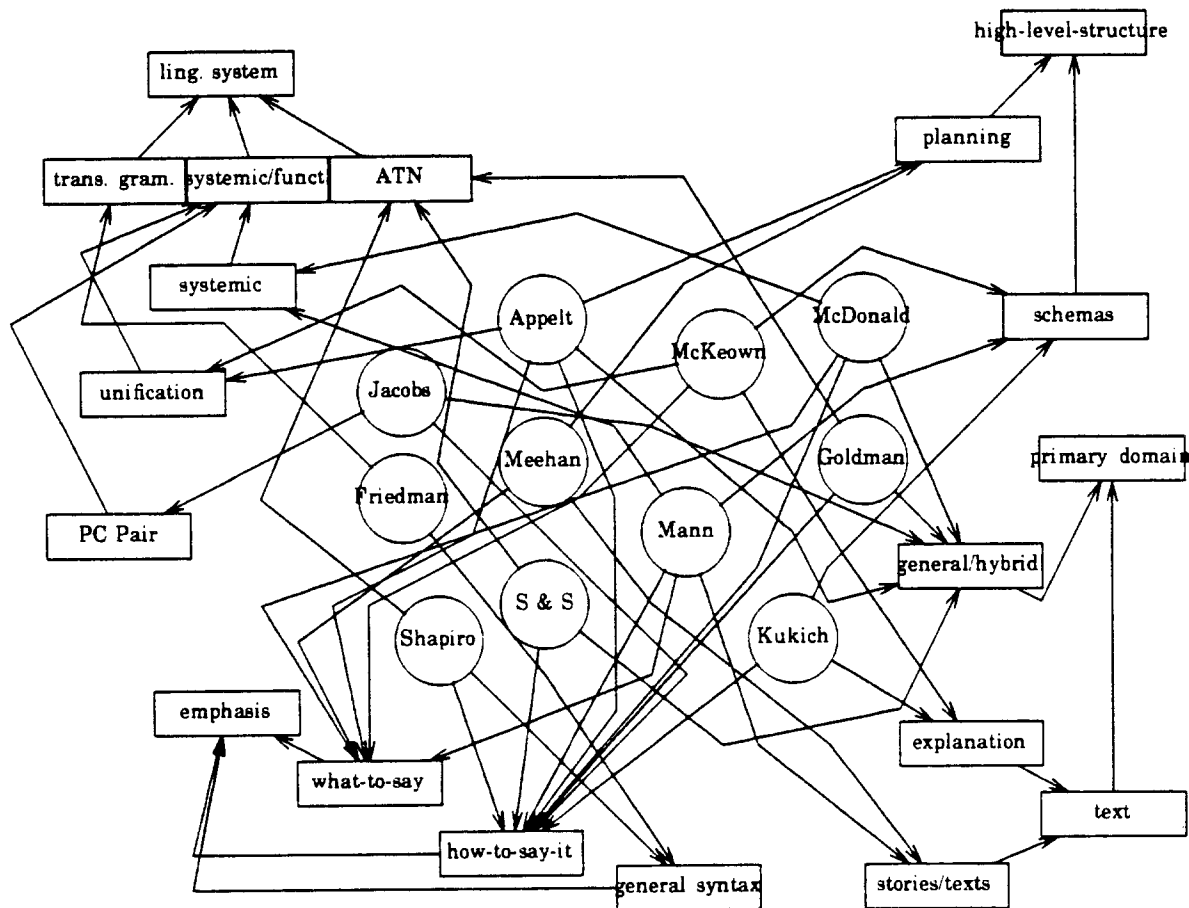 high-level-structure
ling. system
planning
trans. gram.
systemic/funct.
ATN
systemic
Appelt
McDonald
schemas
McKeown
unification
Jacobs
Meehan
Goldman
primary domain
Friedman
PC Pair
Mann
general/hybrid
S & S
Shapiro
Kukich
emphasis
explanation
what-to-say
text
how-to-say-it
general syntax
stories/texts